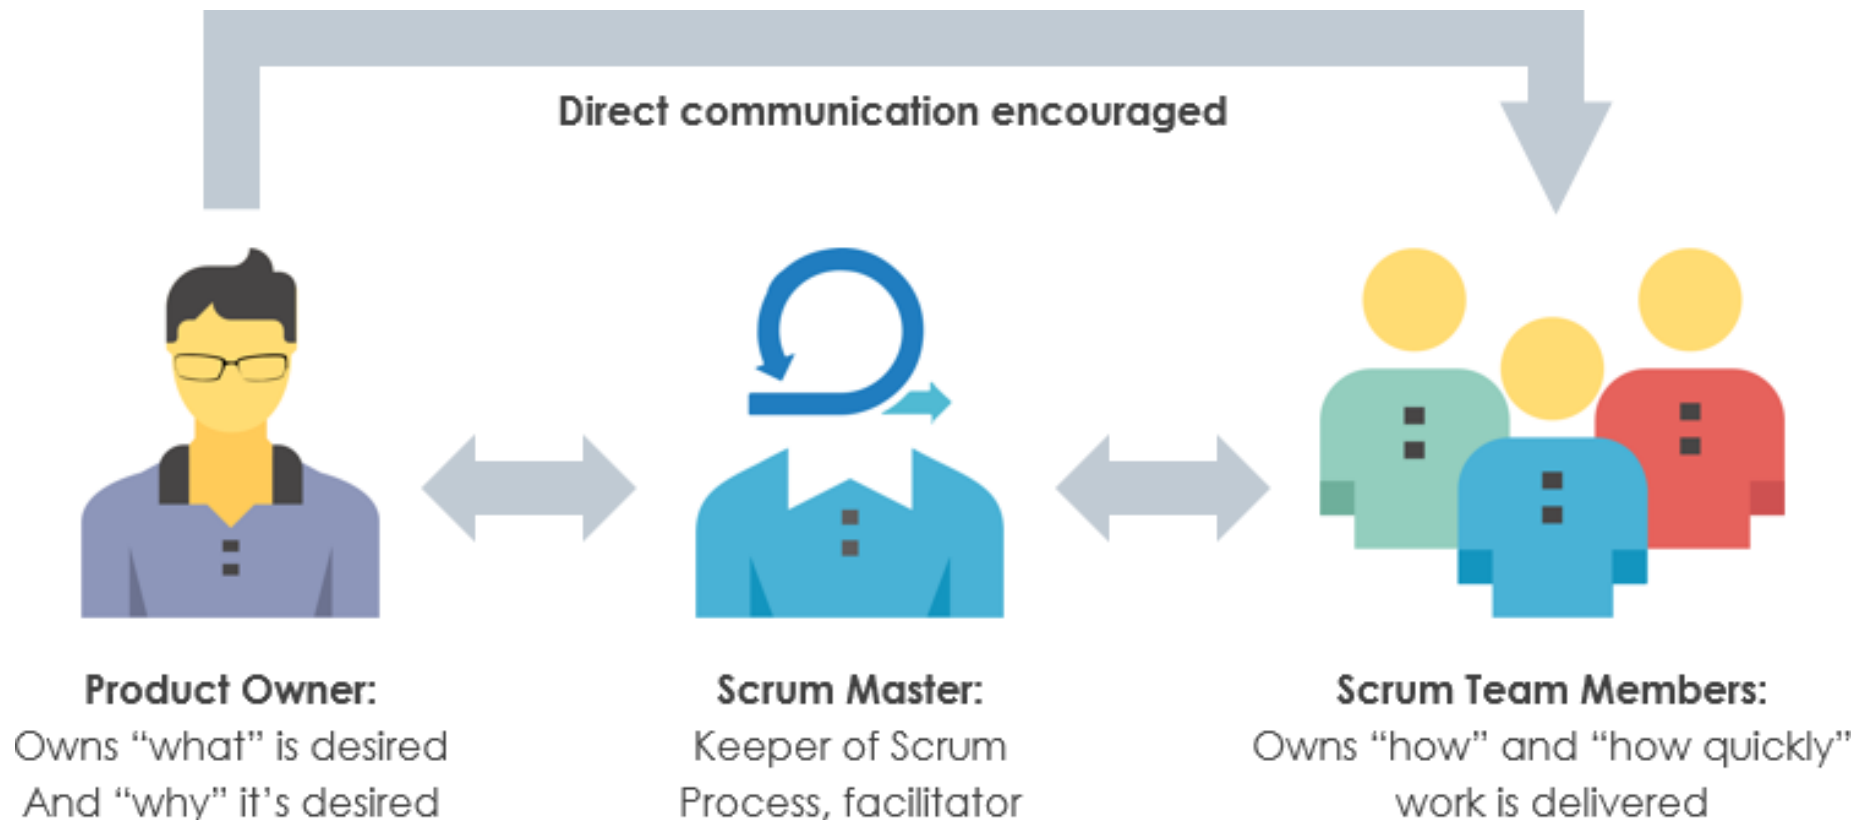 Direct communication encouraged
Product Owner:
Owns “what” is desired
And “why” it’s desired
Scrum Master:
Keeper of Scrum
Process, facilitator
Scrum Team Members:
Owns “how” and “how quickly”
work is delivered